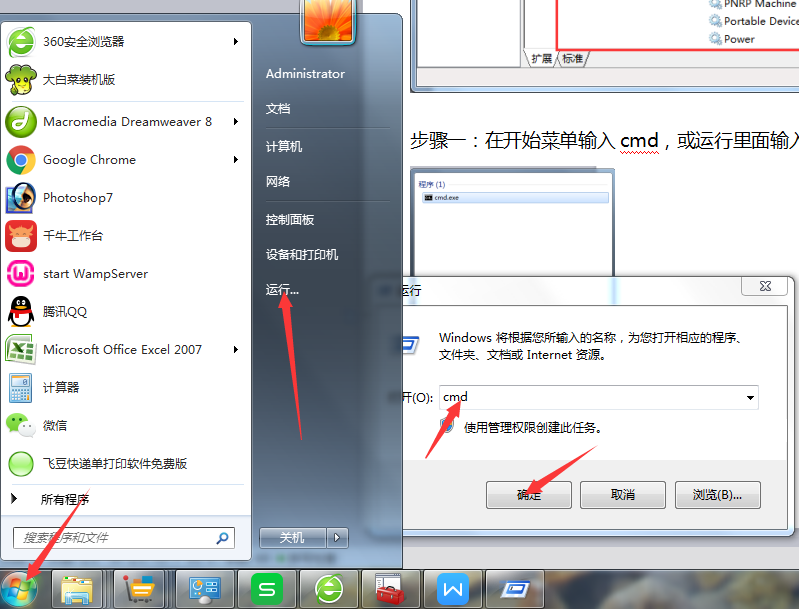 360安全浏览器
大白菜装机版
Macromedia Dreamweaver 8
Google Chrome
Photoshop7
千牛工作台
start WampServer
腾讯QQ
Microsoft Office Excel 2007
计算器
微信
飞豆快递单打印软件免费版
所有程序
搜索程序和文件
Administrator
文档
计算机
网络
控制面板
设备和打印机
运行...
关机
PNRP Machine
Portable Device
Power
扩展
标准
步骤一：在开始菜单输入 cmd，或运行里面输入
程序 (1)
cmd.exe
运行
Windows 将根据您所输入的名称，为您打开相应的程序、
文件夹、文档或 Internet 资源。
开(O):
cmd
使用管理权限创建此任务。
确定
取消
浏览(B)...